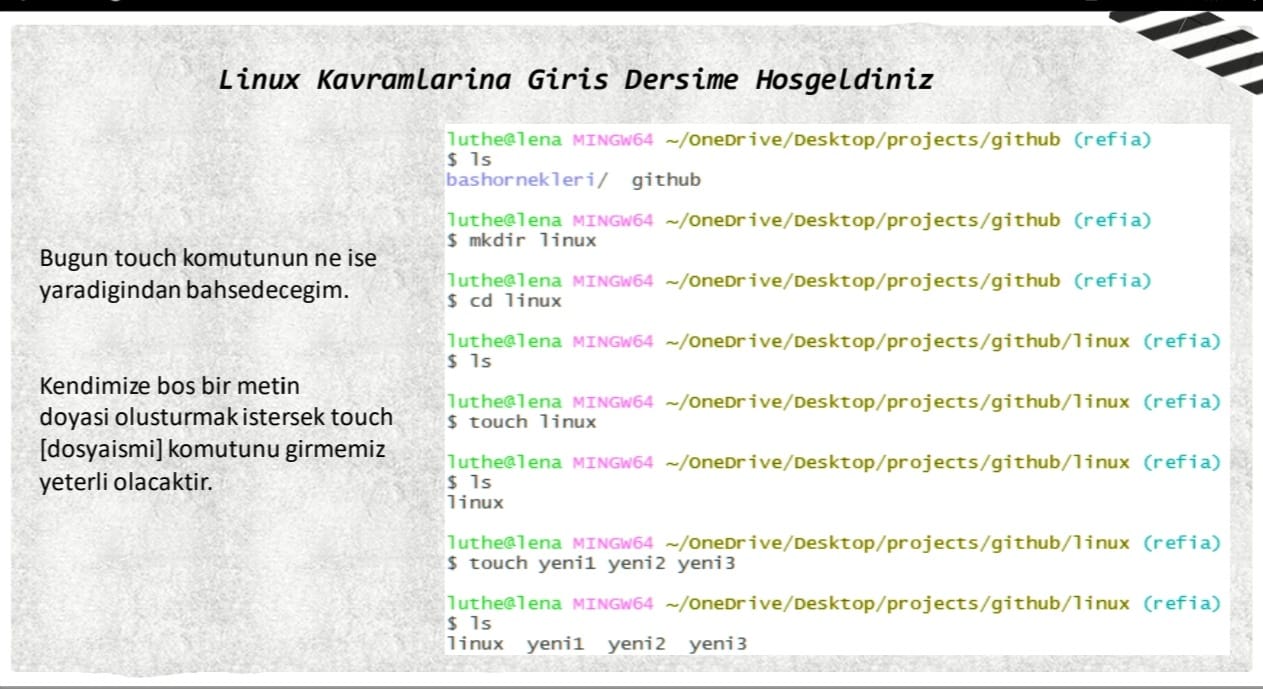 Linux Kavramlarina Giris Dersime Hosgeldiniz
Bugun touch komutunun ne ise
yaradigindan bahsedecegim.
Kendimize bos bir metin
doyasi olusturmak istersek touch
[dosyaismi] komutunu girmemiz
yeterli olacaktir.
luthe@lena MINGW64 ~/OneDrive/Desktop/projects/github (refia)
$ ls
bashornekleri/  github
luthe@lena MINGW64 ~/OneDrive/Desktop/projects/github (refia)
$ mkdir linux
luthe@lena MINGW64 ~/OneDrive/Desktop/projects/github (refia)
$ cd linux
luthe@lena MINGW64 ~/OneDrive/Desktop/projects/github/linux (refia)
$ ls
luthe@lena MINGW64 ~/OneDrive/Desktop/projects/github/linux (refia)
$ touch linux
luthe@lena MINGW64 ~/OneDrive/Desktop/projects/github/linux (refia)
$ ls
linux
luthe@lena MINGW64 ~/OneDrive/Desktop/projects/github/linux (refia)
$ touch yeni1 yeni2 yeni3
luthe@lena MINGW64 ~/OneDrive/Desktop/projects/github/linux (refia)
$ ls
linux  yeni1  yeni2  yeni3